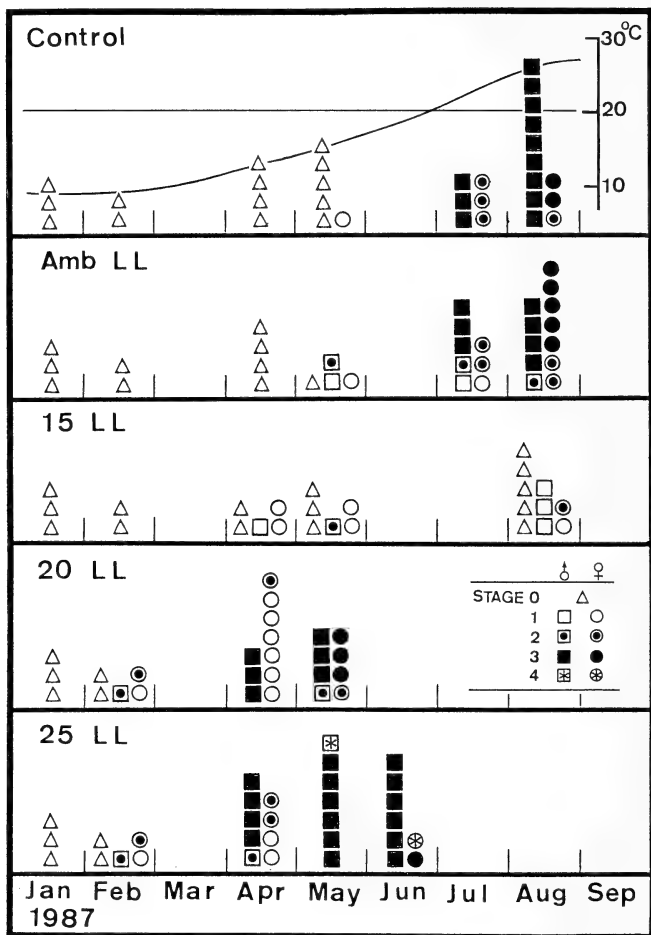 Control
30°C
20
10
Amb LL
15 LL
20 LL
♂ ♀
STAGE 0
1
2
3
4
25 LL
Jan Feb Mar Apr May Jun Jul Aug Sep
1987